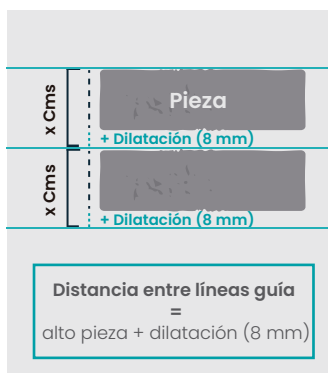 x Cms
Pieza
+ Dilatación (8 mm)
x Cms
+ Dilatación (8 mm)
Distancia entre líneas guía
=
alto pieza + dilatación (8 mm)